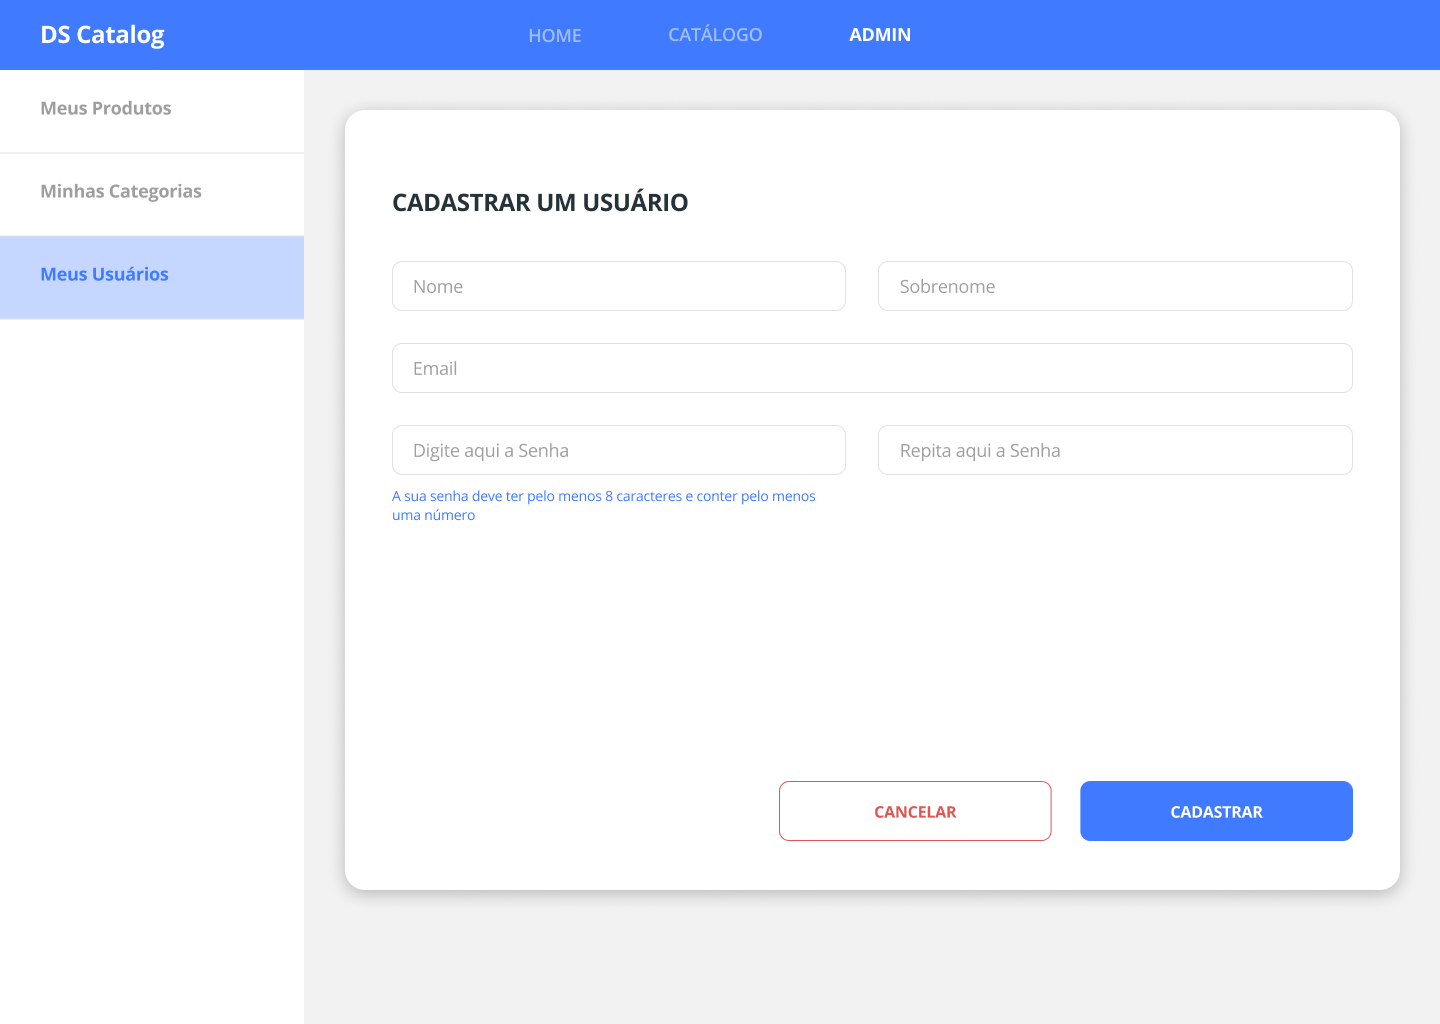 DS Catalog
HOME
CATÁLOGO
ADMIN
Meus Produtos
Minhas Categorias
Meus Usuários
CADASTRAR UM USUÁRIO
Nome
Sobrenome
Email
Digite aqui a Senha
Repita aqui a Senha
A sua senha deve ter pelo menos 8 caracteres e conter pelo menos
uma número
CANCELAR
CADASTRAR